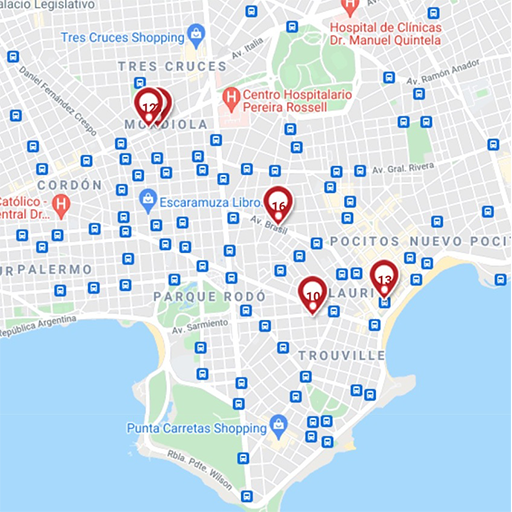 alacio Legislativo
Hospital de Clínicas
Dr. Manuel Quintela
Tres Cruces Shopping
Av. Italia
TRES CRUCES
Av. Ramón Anador
Daniel Fernández Crespo
Centro Hospitalario
Pereira Rossell
12
MONDIOLA
Av. Gral. Rivera
CORDÓN
Católico -
entral Dr...
Escaramuza Libro...
16
Av. Brasil
POCITOS NUEVO POCIT
UR
PALERMO
13
10
PARQUE RODÓ
LAURI
República Argentina
Av. Sarmiento
TROUVILLE
Punta Carretas Shopping
Rbla. Pdte. Wilson